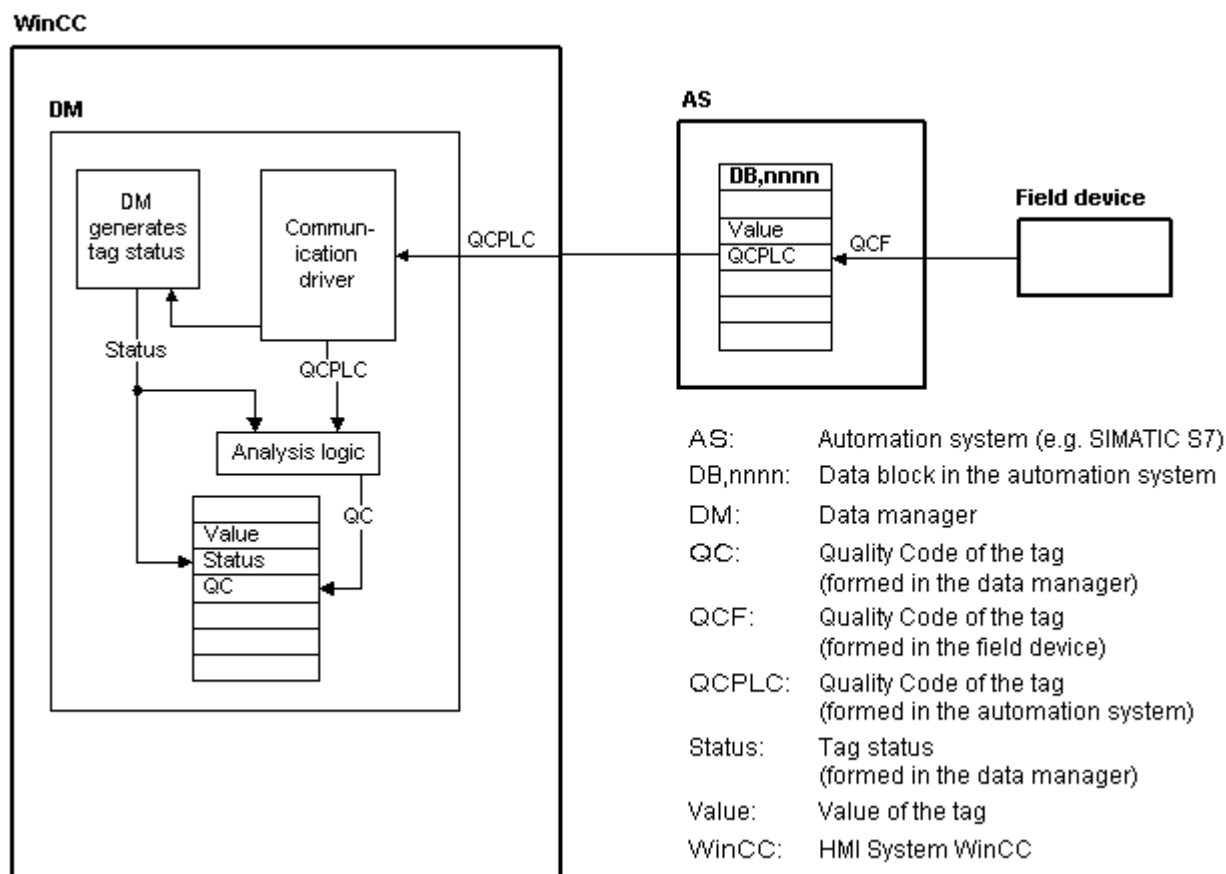 WinCC
DM
DM
generates
tag status
Commun-
ication
driver
Status
QCPLC
Analysis logic
QC
Value
Status
QC
QCPLC
AS
DB,nnnn
Value
QCPLC
QCF
Field device
AS: Automation system (e.g. SIMATIC S7)
DB,nnnn: Data block in the automation system
DM: Data manager
QC: Quality Code of the tag
(formed in the data manager)
QCF: Quality Code of the tag
(formed in the field device)
QCPLC: Quality Code of the tag
(formed in the automation system)
Status: Tag status
(formed in the data manager)
Value: Value of the tag
WinCC: HMI System WinCC